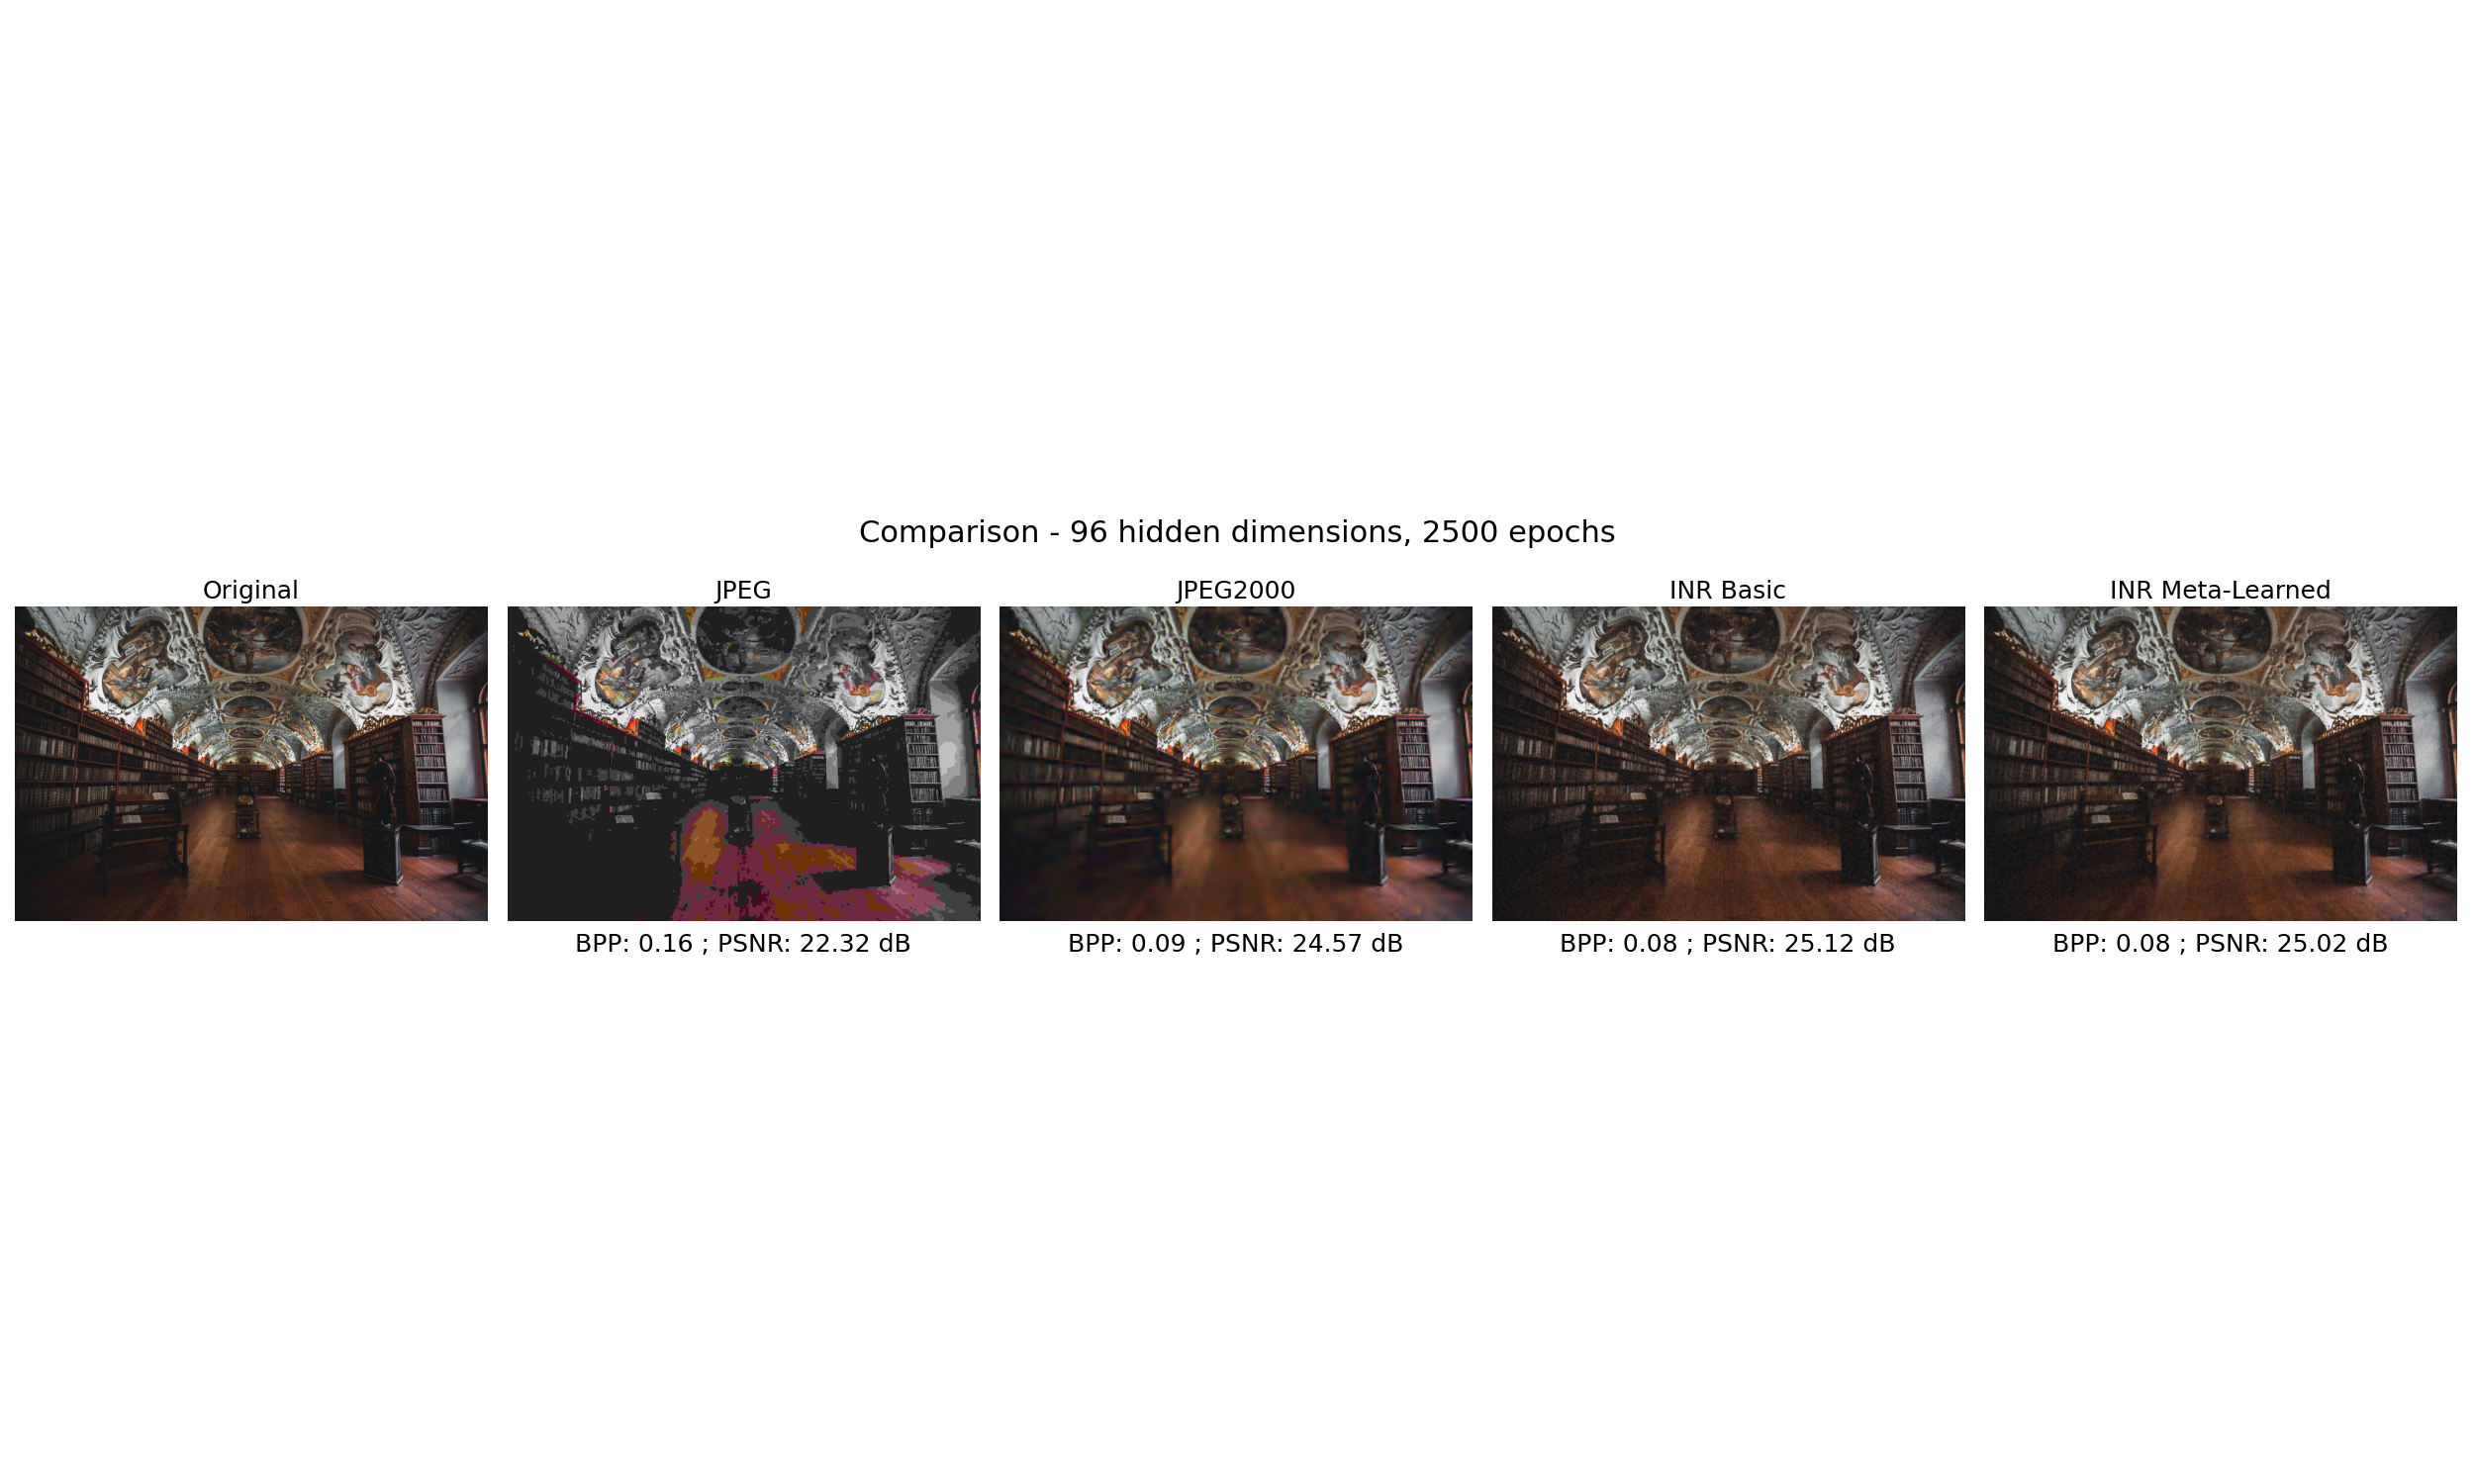 Comparison - 96 hidden dimensions, 2500 epochs
Original
JPEG
JPEG2000
INR Basic
INR Meta-Learned
BPP: 0.16 ; PSNR: 22.32 dB
BPP: 0.09 ; PSNR: 24.57 dB
BPP: 0.08 ; PSNR: 25.12 dB
BPP: 0.08 ; PSNR: 25.02 dB